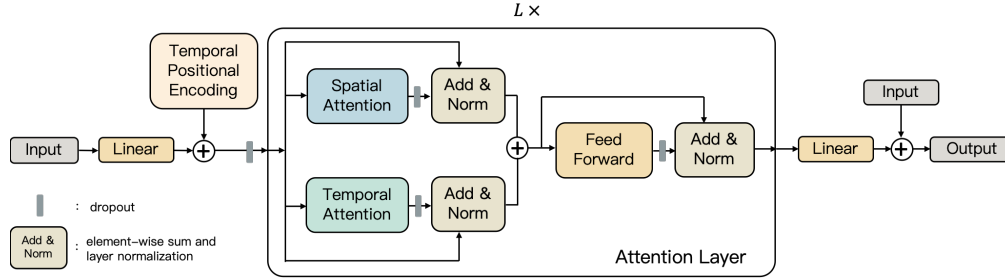 L ×
Temporal
Positional
Encoding
Spatial
Attention
Add &
Norm
Input
Input
Linear
Feed
Forward
Add &
Norm
Linear
Output
Temporal
Attention
Add &
Norm
: dropout
Add &
Norm
: element-wise sum and
layer normalization
Attention Layer